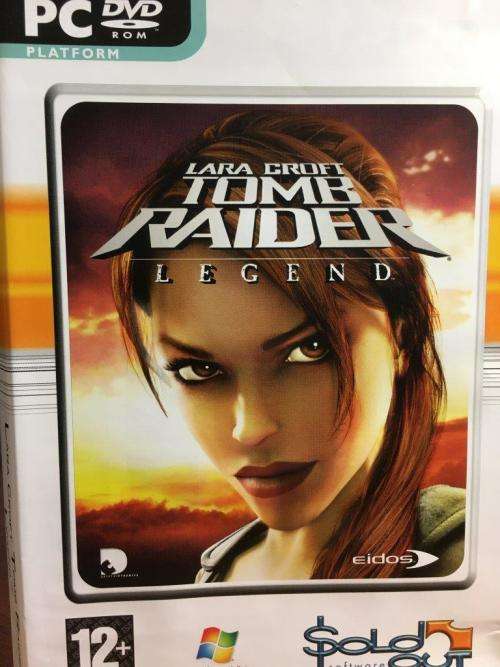 PC DVD
ROM
PLATFORM
LARA CROFT
TOMB
RAIDER
LEGEND
eidos
12+
SOLD
OUT
software